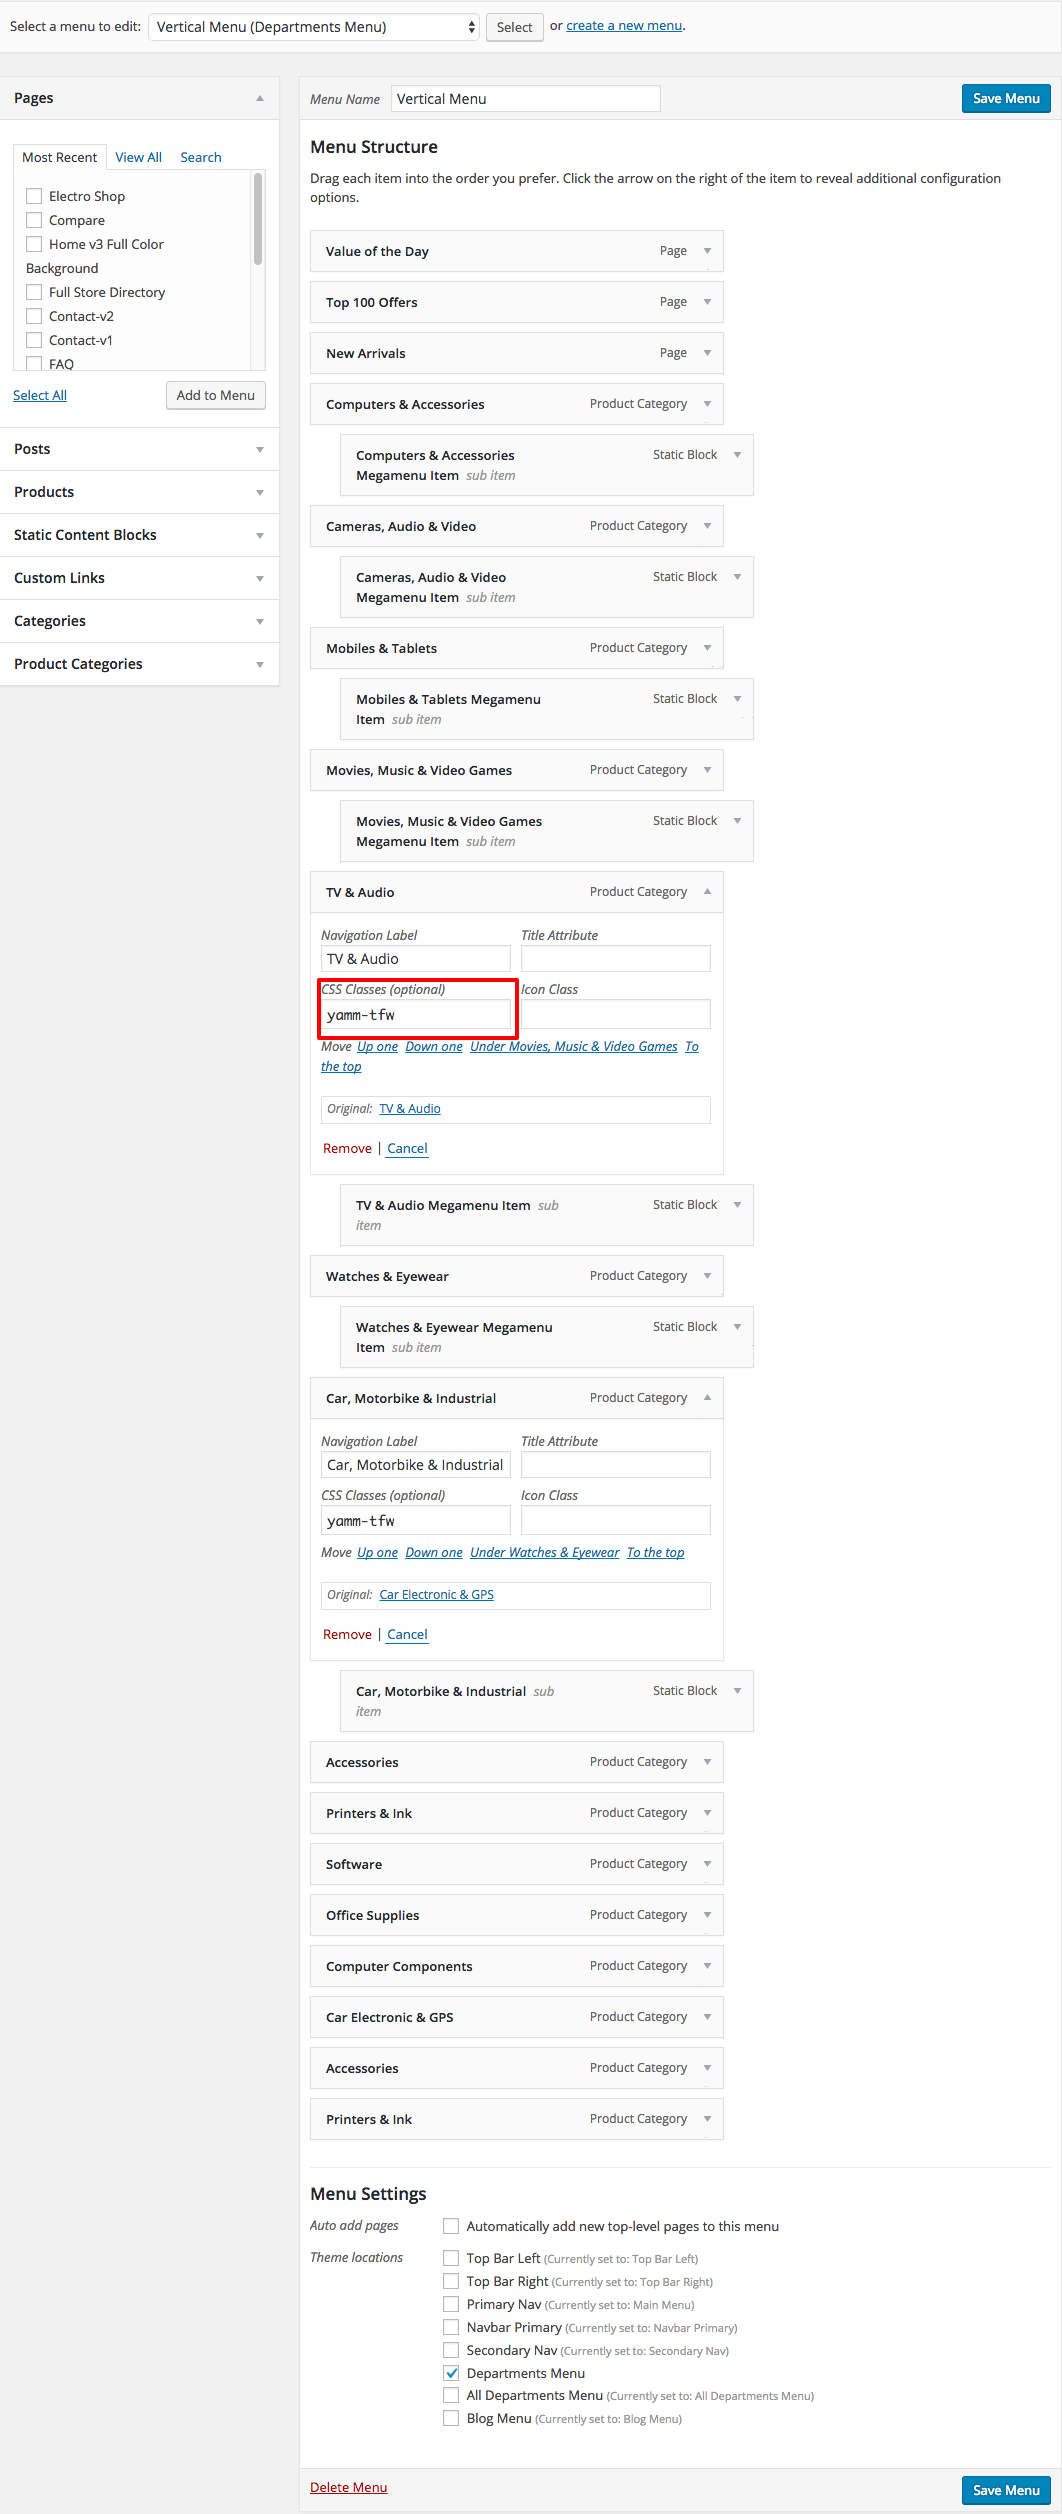 Select a menu to edit: Vertical Menu (Departments Menu) Select or create a new menu.
Pages
Most Recent View All Search
Electro Shop
Compare
Home v3 Full Color
Background
Full Store Directory
Contact-v2
Contact-v1
FAQ
Select All Add to Menu
Posts
Products
Static Content Blocks
Custom Links
Categories
Product Categories
Menu Name Vertical Menu Save Menu
Menu Structure
Drag each item into the order you prefer. Click the arrow on the right of the item to reveal additional configuration
options.
Value of the Day Page
Top 100 Offers Page
New Arrivals Page
Computers & Accessories Product Category
Computers & Accessories Static Block
Megamenu Item sub item
Cameras, Audio & Video Product Category
Cameras, Audio & Video Static Block
Megamenu Item sub item
Mobiles & Tablets Product Category
Mobiles & Tablets Megamenu Static Block
Item sub item
Movies, Music & Video Games Product Category
Movies, Music & Video Games Static Block
Megamenu Item sub item
TV & Audio Product Category
Navigation Label Title Attribute
TV & Audio
CSS Classes (optional) Icon Class
yamm-tfw
Move Up one Down one Under Movies, Music & Video Games To
the top
Original: TV & Audio
Remove | Cancel
TV & Audio Megamenu Item sub Static Block
item
Watches & Eyewear Product Category
Watches & Eyewear Megamenu Static Block
Item sub item
Car, Motorbike & Industrial Product Category
Navigation Label Title Attribute
Car, Motorbike & Industrial
CSS Classes (optional) Icon Class
yamm-tfw
Move Up one Down one Under Watches & Eyewear To the top
Original: Car Electronic & GPS
Remove | Cancel
Car, Motorbike & Industrial sub Static Block
item
Accessories Product Category
Printers & Ink Product Category
Software Product Category
Office Supplies Product Category
Computer Components Product Category
Car Electronic & GPS Product Category
Accessories Product Category
Printers & Ink Product Category
Menu Settings
Auto add pages Automatically add new top-level pages to this menu
Theme locations Top Bar Left (Currently set to: Top Bar Left)
Top Bar Right (Currently set to: Top Bar Right)
Primary Nav (Currently set to: Main Menu)
Navbar Primary (Currently set to: Navbar Primary)
Secondary Nav (Currently set to: Secondary Nav)
Departments Menu
All Departments Menu (Currently set to: All Departments Menu)
Blog Menu (Currently set to: Blog Menu)
Delete Menu Save Menu